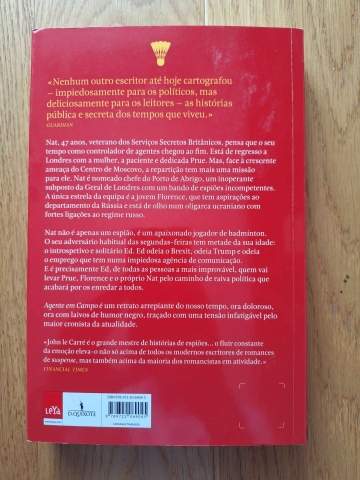 «Nenhum outro escritor até hoje cartografou
– impiedosamente para os políticos, mas
deliciosamente para os leitores – as histórias
pública e secreta dos tempos que viveu.»
GUARDIAN
Nat, 47 anos, veterano dos Serviços Secretos Britânicos, pensa que o seu
tempo como controlador de agentes chegou ao fim. Está de regresso a
Londres com a mulher, a paciente e dedicada Prue. Mas, face à crescente
ameaça do Centro de Moscovo, a repartição tem mais uma missão
para ele. Nat é nomeado chefe do Porto de Abrigo, um inoperante
subposto da Geral de Londres com um bando de espiões incompetentes.
A única estrela da equipa é a jovem Florence, que tem aspirações ao
departamento da Rússia e está de olho num oligarca ucraniano com
fortes ligações ao regime russo.
Nat não é apenas um espião, é um apaixonado jogador de badminton.
O seu adversário habitual das segundas-feiras tem metade da sua idade:
o introspetivo e solitário Ed. Ed odeia o Brexit, odeia Trump e odeia
o emprego que tem numa impiedosa agência de comunicação.
E é precisamente Ed, de todas as pessoas a mais improvável, quem vai
levar Prue, Florence e o próprio Nat pelo caminho de raiva política que
acabará por os enredar a todos.
Agente em Campo é um retrato arrepiante do nosso tempo, ora doloroso,
ora com laivos de humor negro, traçado com uma tensão infatigável pelo
maior cronista da atualidade.
«John le Carré é o grande mestre de histórias de espiões... o fluir constante
da emoção eleva-o não só acima de todos os modernos escritores de romances
de suspense, mas também acima da maioria dos romancistas em atividade.»
FINANCIAL TIMES
LeYa
D.QUIXOTE
Literatura Traduzida